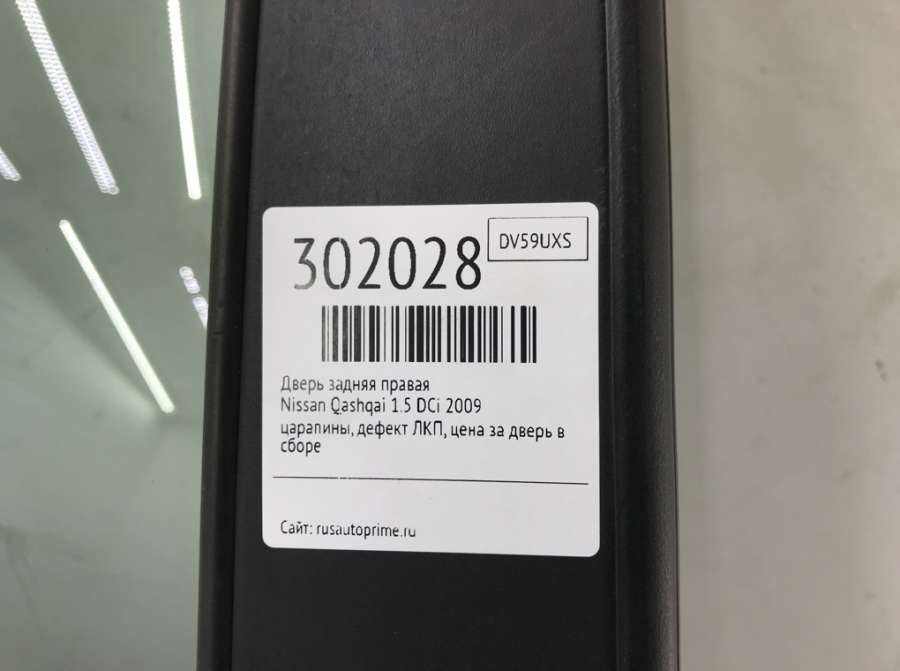 302028
DV59UXS
Дверь задняя правая
Nissan Qashqai 1.5 DCi 2009
царапины, дефект ЛКП, цена за дверь в
сборе
Сайт: rusautoprime.ru